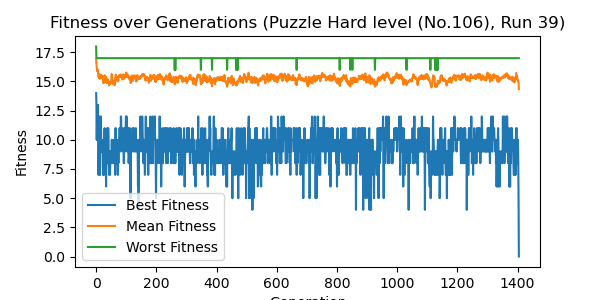 Fitness over Generations (Puzzle Hard level (No.106), Run 39)
Fitness
17.5
15.0
12.5
10.0
7.5
5.0
2.5
0.0
Best Fitness
Mean Fitness
Worst Fitness
0
200
400
600
800
1000
1200
1400
Generation